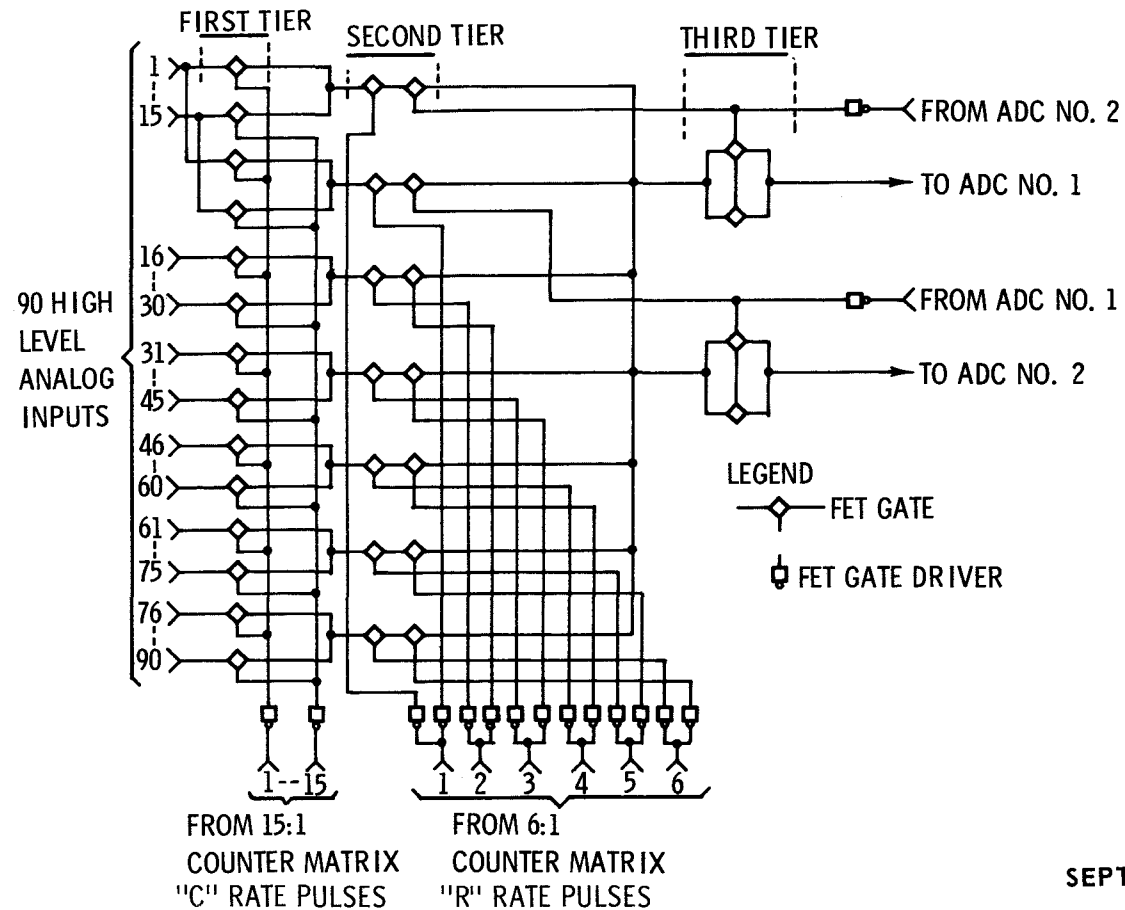 FIRST TIER
SECOND TIER
THIRD TIER
1
15
16
30
31
45
46
60
61
75
76
90
90 HIGH
LEVEL
ANALOG
INPUTS
FROM ADC NO. 2
TO ADC NO. 1
FROM ADC NO. 1
TO ADC NO. 2
LEGEND
FET GATE
FET GATE DRIVER
1--15
1 2 3 4 5 6
FROM 15:1
COUNTER MATRIX
"C" RATE PULSES
FROM 6:1
COUNTER MATRIX
"R" RATE PULSES
SEPT